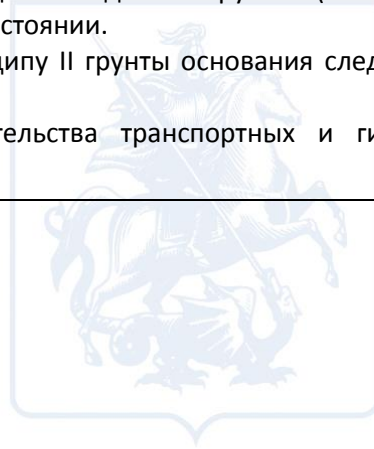 стоянии.
ципу II грунты основания след
тельства транспортных и ги